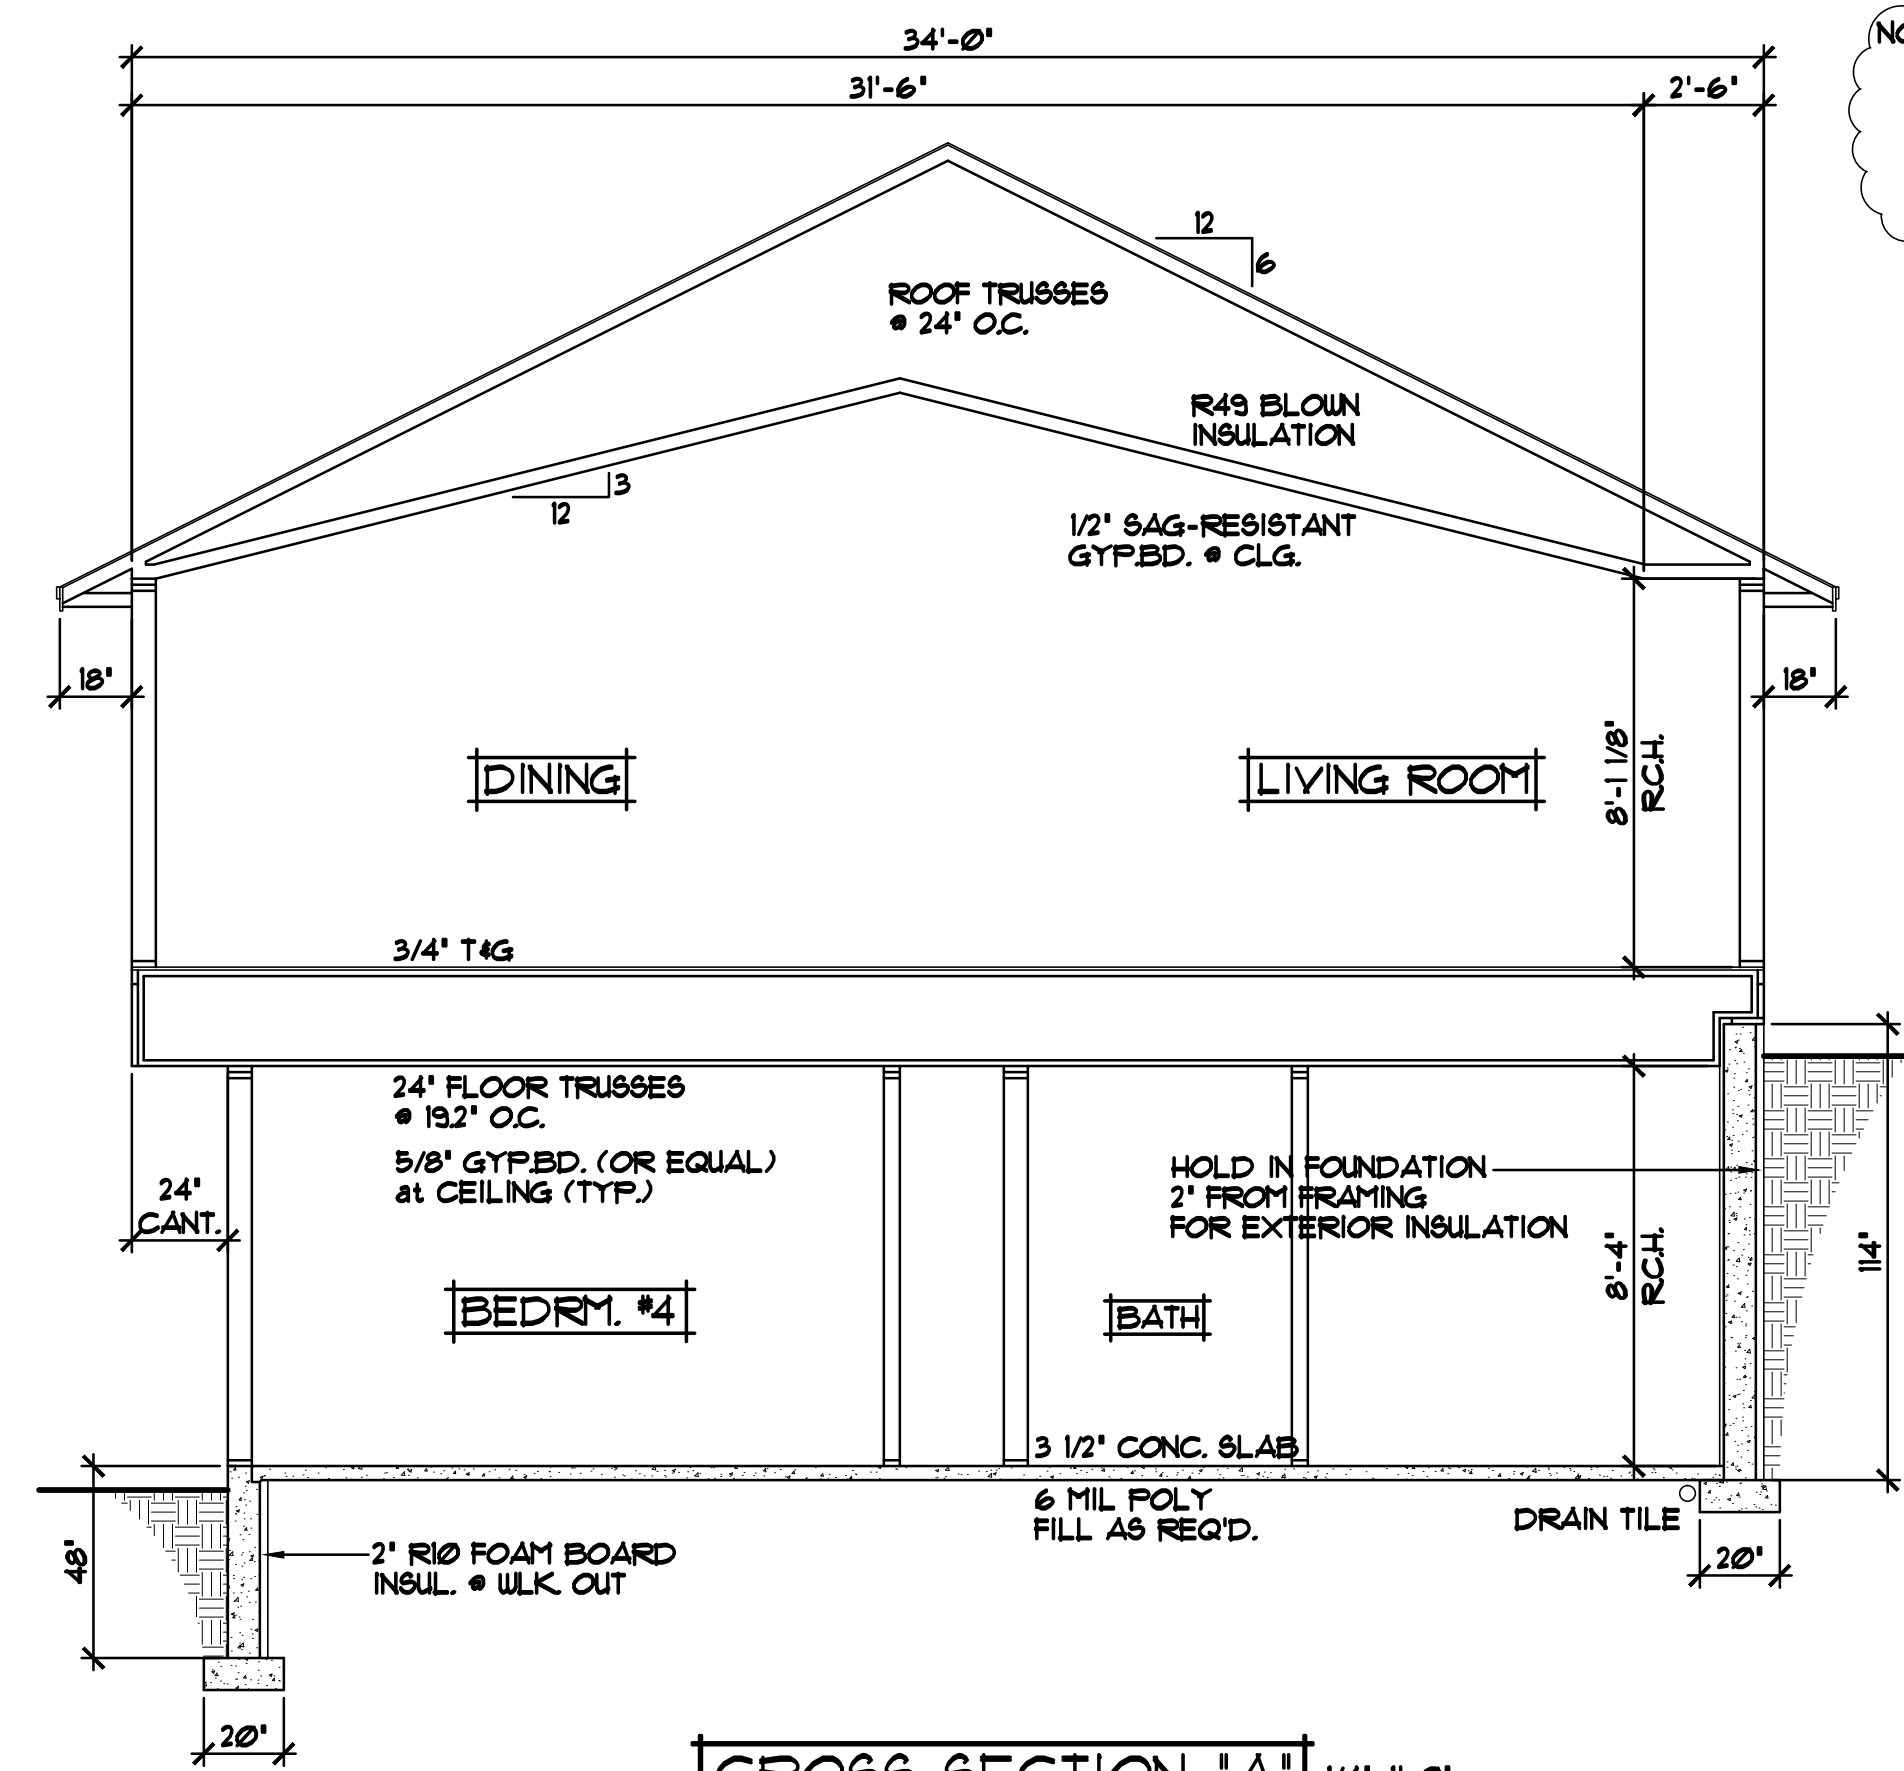 34'-0"
31'-6"
2'-6"
12
6
ROOF TRUSSES
@ 24" O.C.
R49 BLOWN
INSULATION
3
12
1/2" SAG-RESISTANT
GYP.BD. @ CLG.
18"
18"
DINING
LIVING ROOM
8'-1 1/8"
R.C.H.
3/4" T&G
24" FLOOR TRUSSES
@ 19.2" O.C.
5/8" GYP.BD. (OR EQUAL)
at CEILING (TYP.)
24"
CANT.
HOLD IN FOUNDATION
2" FROM FRAMING
FOR EXTERIOR INSULATION
8'-4"
R.C.H.
114"
BEDRM. #4
BATH
3 1/2" CONC. SLAB
6 MIL POLY
FILL AS REQ'D.
DRAIN TILE
48"
2" R10 FOAM BOARD
INSUL. @ WLK. OUT
20"
20"
CROSS SECTION "A"